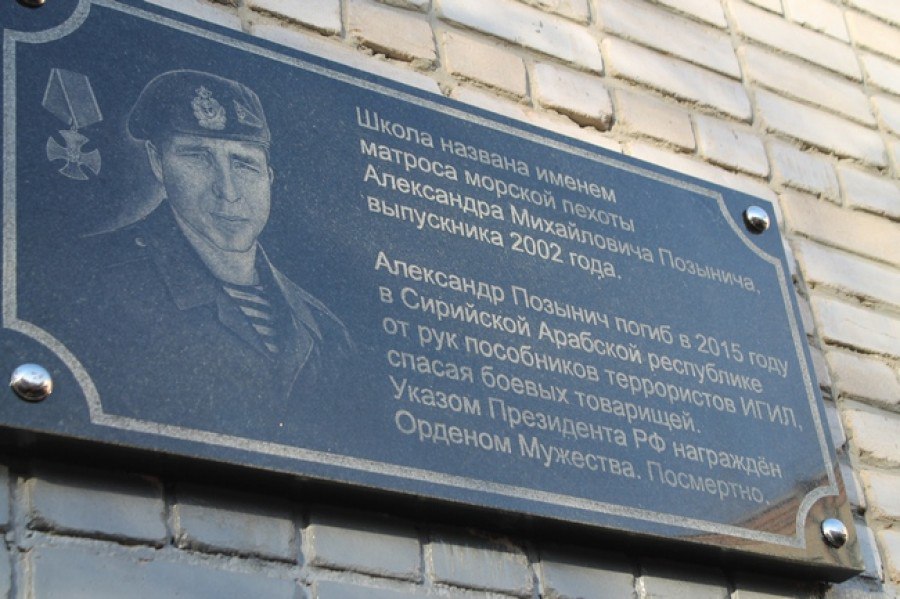 Школа названа именем
матроса морской пехоты
Александра Михайловича Позынича,
выпускника 2002 года.
Александр Позынич погиб в 2015 году
в Сирийской Арабской республике
от рук пособников террористов ИГИЛ,
спасая боевых товарищей.
Указом Президента РФ награждён
Орденом Мужества. Посмертно.